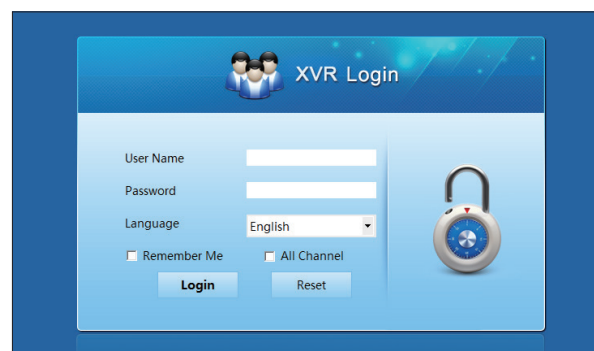 XVR Login
User Name
Password
Language English
Remember Me All Channel
Login Reset